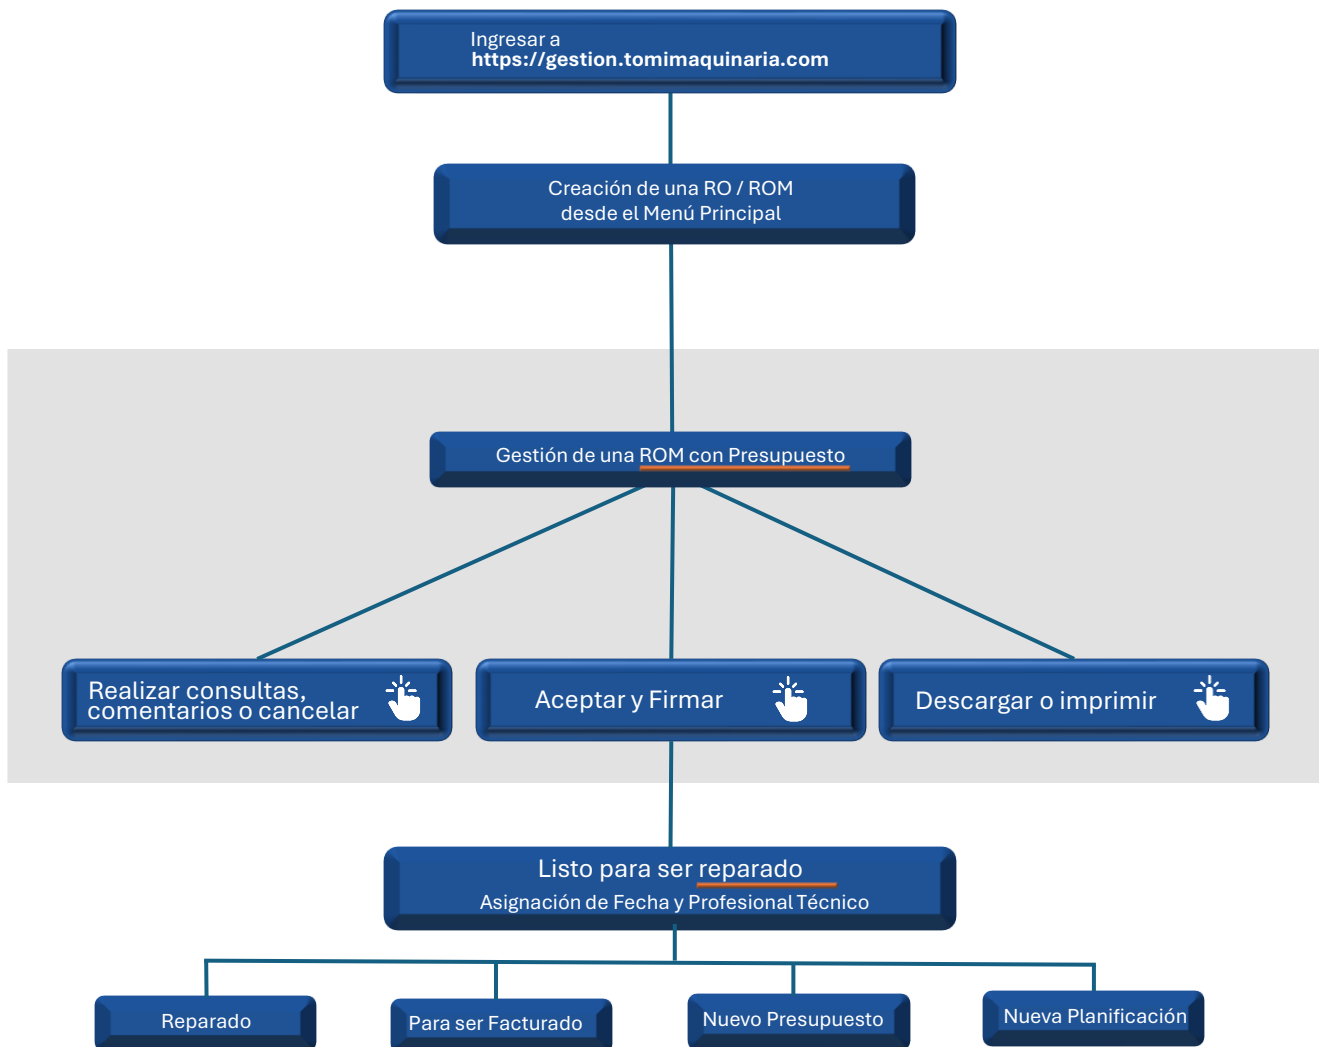 Ingresar a
https://gestion.tomimaquinaria.com
Creación de una RO / ROM
desde el Menú Principal
Gestión de una ROM con Presupuesto
Realizar consultas,
comentarios o cancelar
Aceptar y Firmar
Descargar o imprimir
Listo para ser reparado
Asignación de Fecha y Profesional Técnico
Reparado
Para ser Facturado
Nuevo Presupuesto
Nueva Planificación